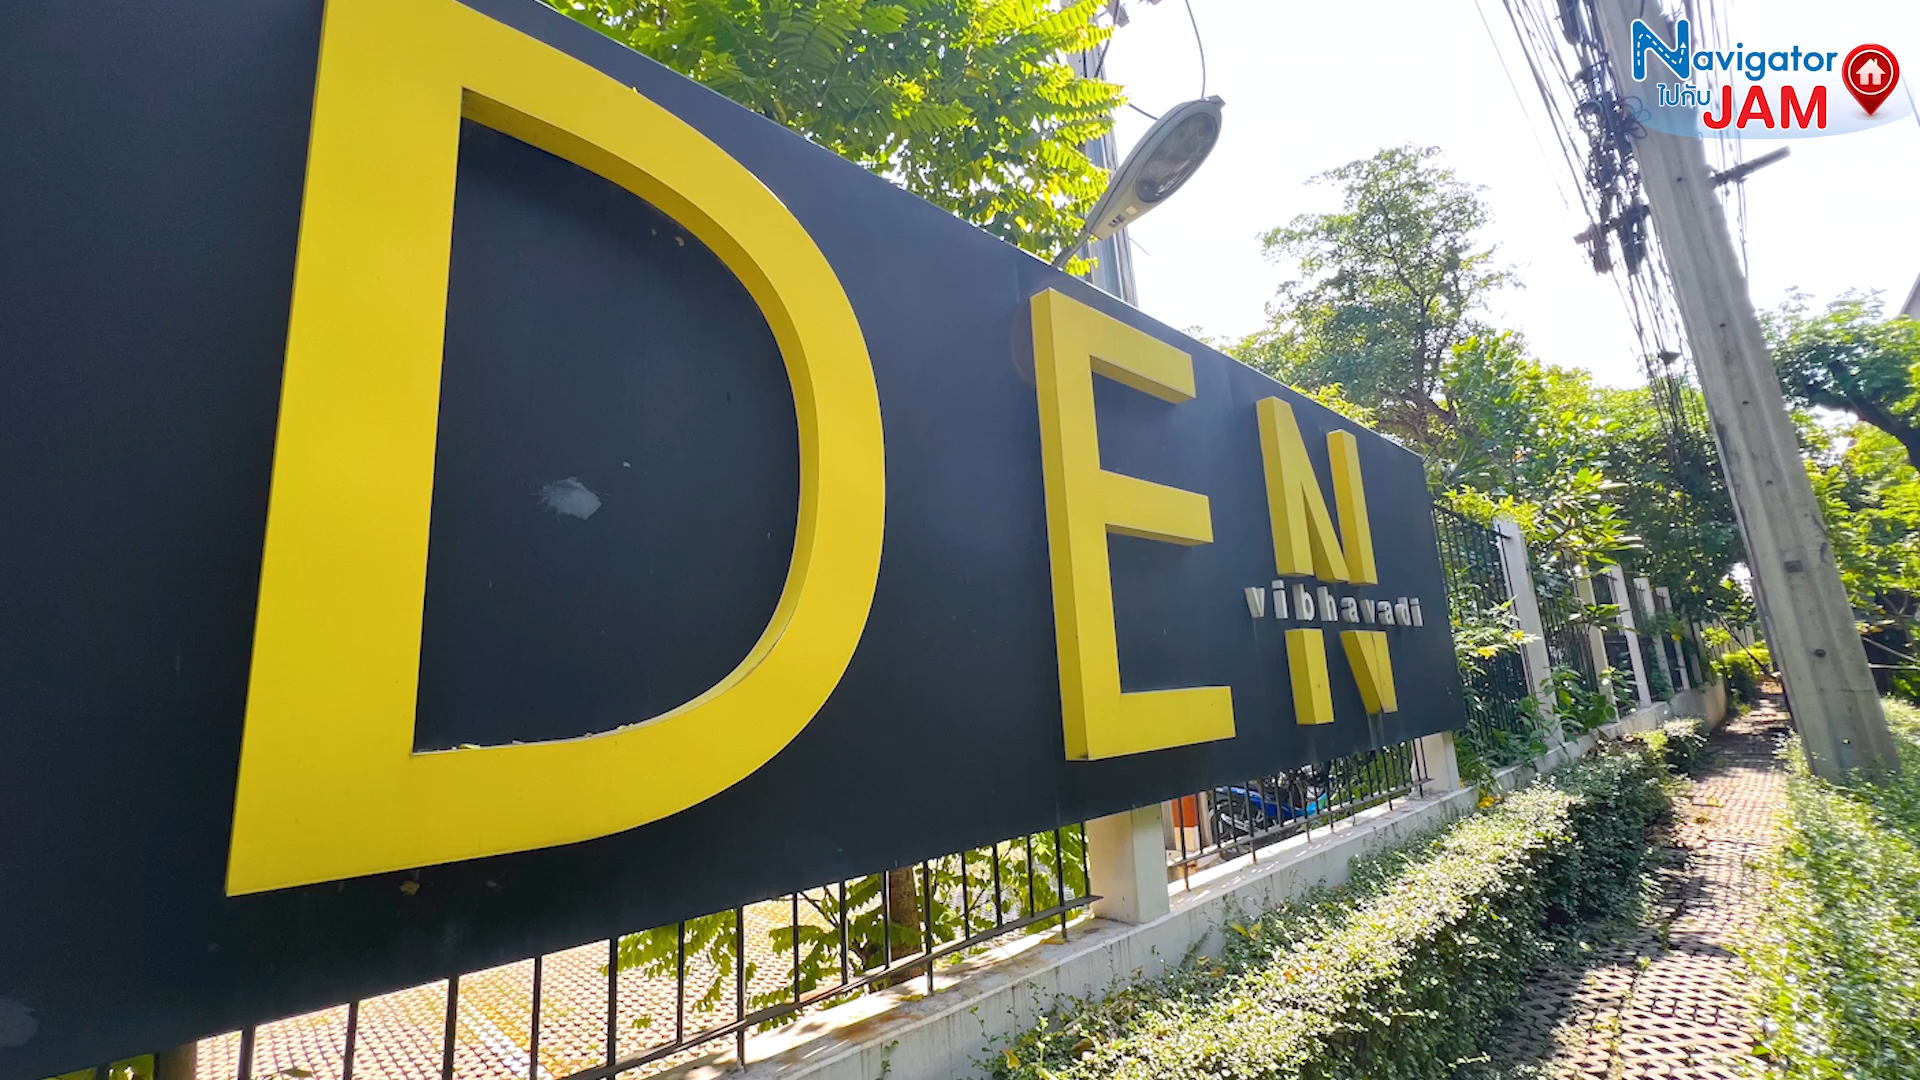 DEN
vibhavadi
Navigator
ไปกับ JAM